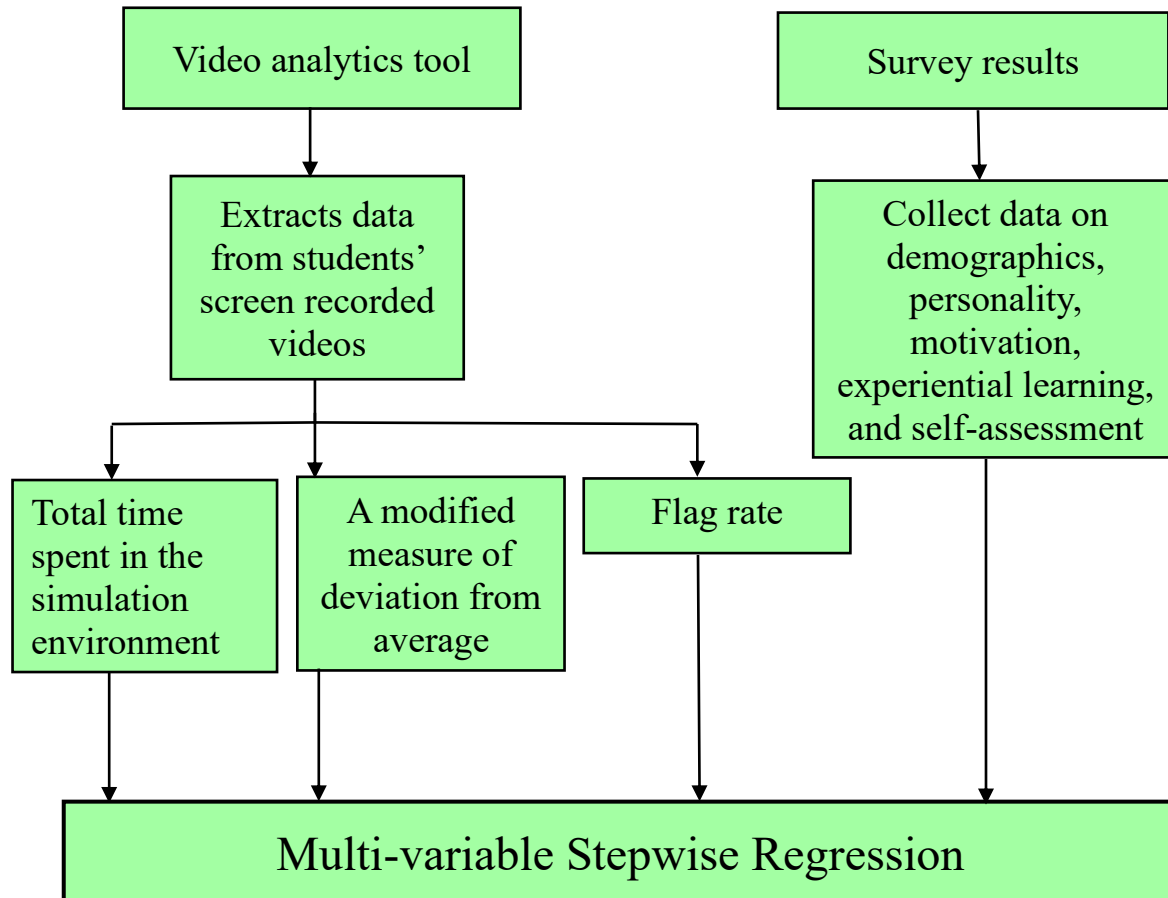 Video analytics tool
Survey results
Extracts data
from students’
screen recorded
videos
Collect data on
demographics,
personality,
motivation,
experiential learning,
and self-assessment
Total time
spent in the
simulation
environment
A modified
measure of
deviation from
average
Flag rate
Multi-variable Stepwise Regression